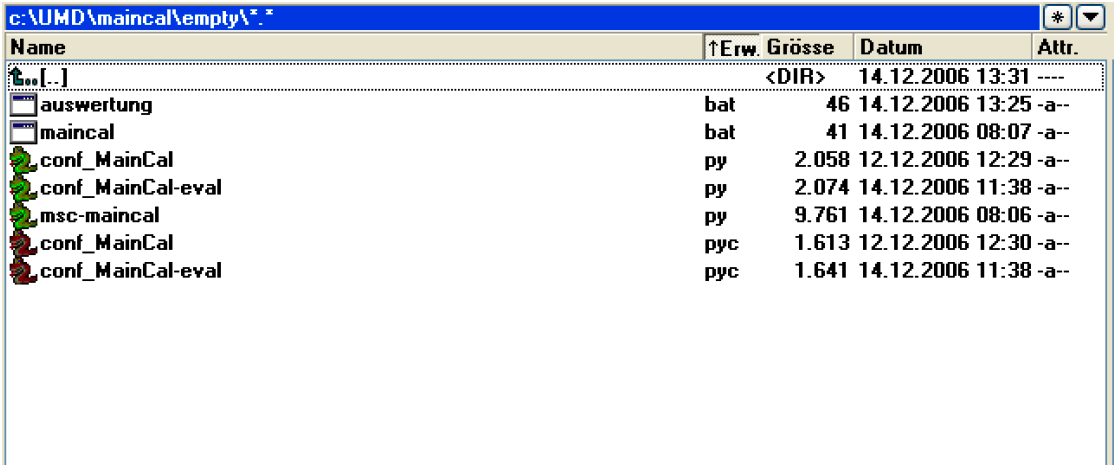 c:\UMD\maincal\empty\*.*
Name ↑Erw. Grösse Datum Attr.
[..] <DIR> 14.12.2006 13:31 ----
auswertung bat 46 14.12.2006 13:25 -a--
maincal bat 41 14.12.2006 08:07 -a--
conf_MainCal py 2.058 12.12.2006 12:29 -a--
conf_MainCal-eval py 2.074 14.12.2006 11:38 -a--
msc-maincal py 9.761 14.12.2006 08:06 -a--
conf_MainCal pyc 1.613 12.12.2006 12:30 -a--
conf_MainCal-eval pyc 1.641 14.12.2006 11:38 -a--